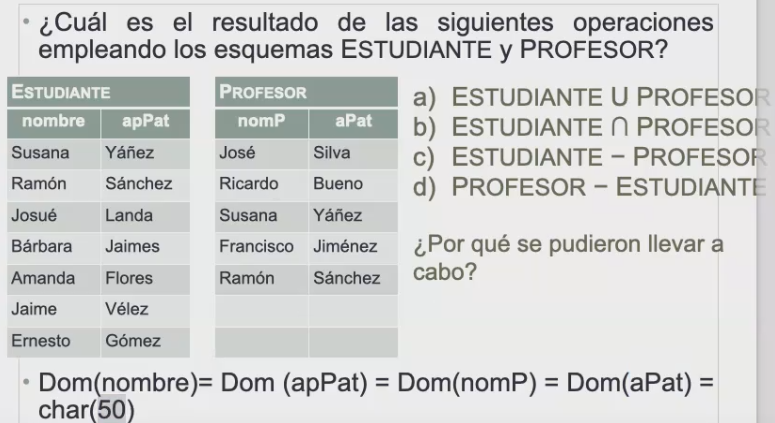 • ¿Cuál es el resultado de las siguientes operaciones
empleando los esquemas ESTUDIANTE y PROFESOR?
ESTUDIANTE
nombre apPat
Susana Yáñez
Ramón Sánchez
Josué Landa
Bárbara Jaimes
Amanda Flores
Jaime Vélez
Ernesto Gómez
PROFESOR
nomP aPat
José Silva
Ricardo Bueno
Susana Yáñez
Francisco Jiménez
Ramón Sánchez
a) ESTUDIANTE U PROFESOR
b) ESTUDIANTE ∩ PROFESOR
c) ESTUDIANTE − PROFESOR
d) PROFESOR − ESTUDIANTE
¿Por qué se pudieron llevar a
cabo?
• Dom(nombre)= Dom (apPat) = Dom(nomP) = Dom(aPat) =
char(50)